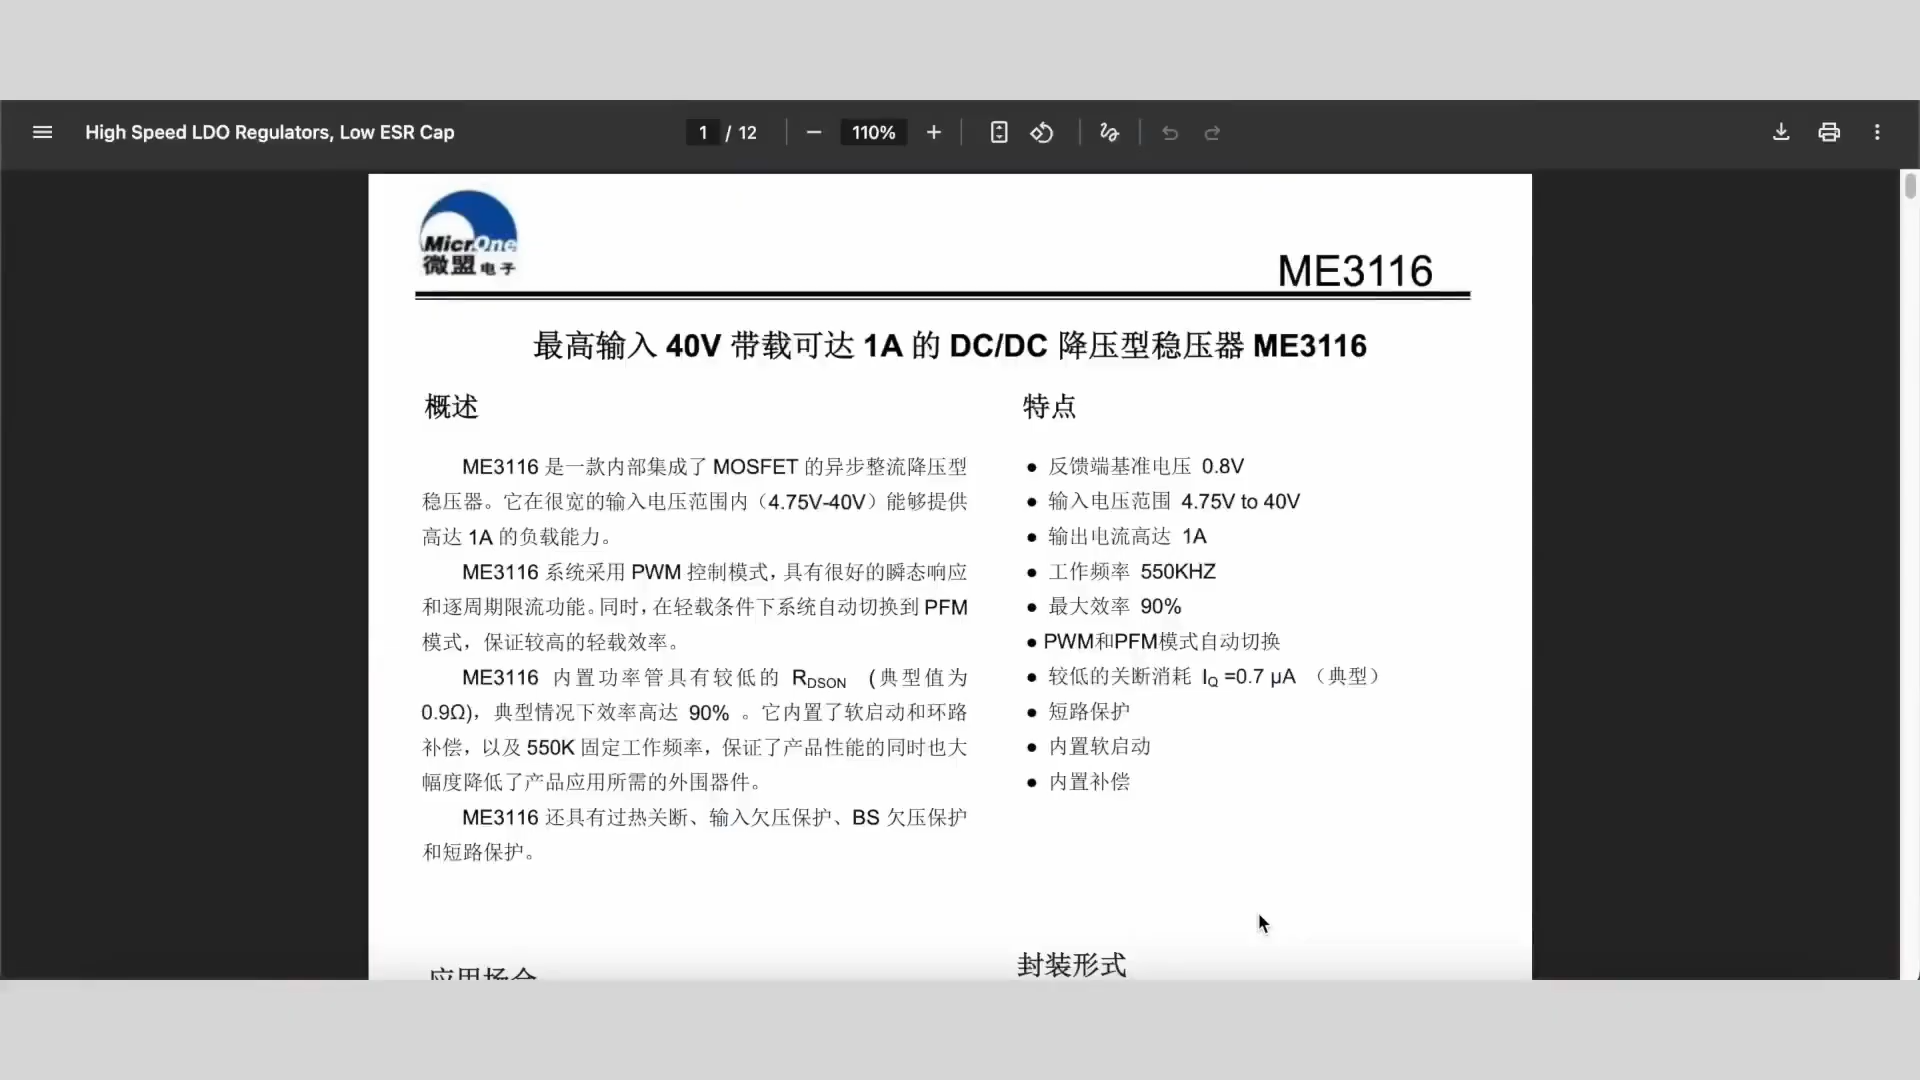 High Speed LDO Regulators, Low ESR Cap
1 / 12
110%
MicrOne
微盟电子
ME3116
最高输入 40V 带载可达 1A 的 DC/DC 降压型稳压器 ME3116
概述
ME3116 是一款内部集成了 MOSFET 的异步整流降压型
稳压器。它在很宽的输入电压范围内（4.75V-40V）能够提供
高达 1A 的负载能力。
ME3116 系统采用 PWM 控制模式，具有很好的瞬态响应
和逐周期限流功能。同时，在轻载条件下系统自动切换到 PFM
模式，保证较高的轻载效率。
ME3116 内置功率管具有较低的 RDSON (典型值为
0.9Ω)，典型情况下效率高达 90% 。它内置了软启动和环路
补偿，以及 550K 固定工作频率，保证了产品性能的同时也大
幅度降低了产品应用所需的外围器件。
ME3116 还具有过热关断、输入欠压保护、BS 欠压保护
和短路保护。
特点
● 反馈端基准电压 0.8V
● 输入电压范围 4.75V to 40V
● 输出电流高达 1A
● 工作频率 550KHZ
● 最大效率 90%
● PWM和PFM模式自动切换
● 较低的关断消耗 IQ =0.7 μA （典型）
● 短路保护
● 内置软启动
● 内置补偿
应用场合
封装形式